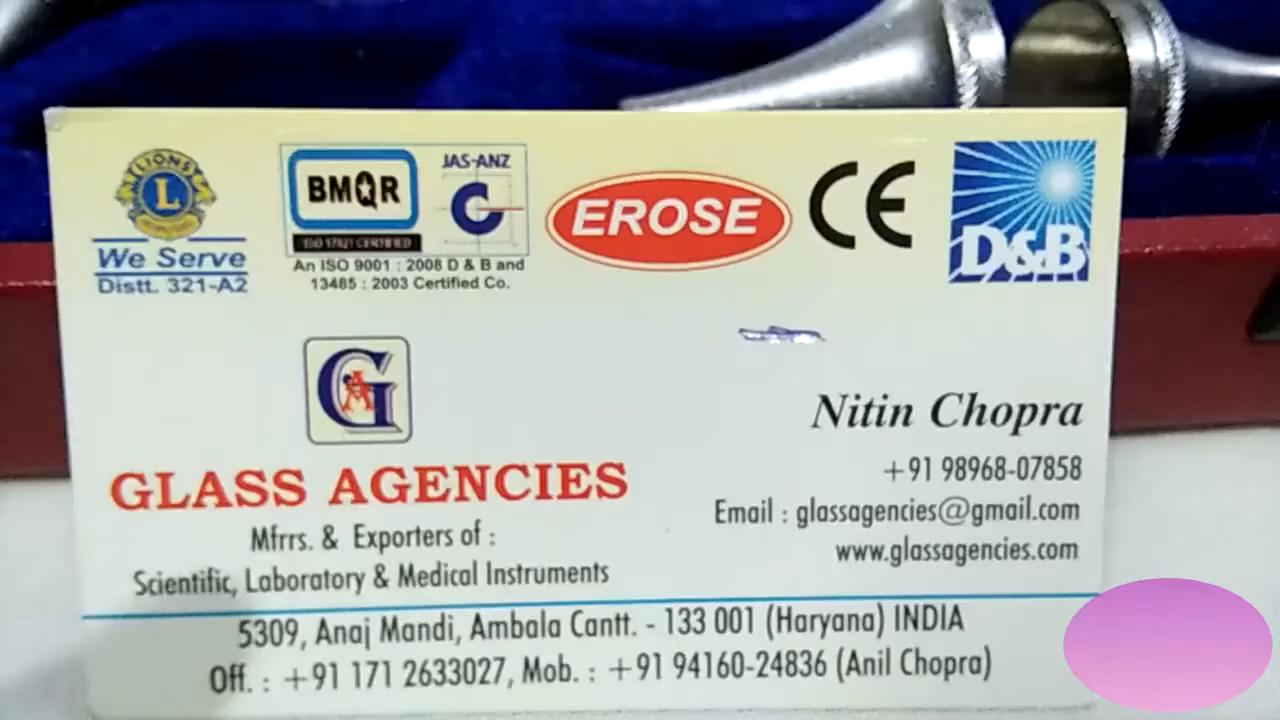 LIONS
L
We Serve
Distt. 321-A2
BMQR
ISO 17021 CERTIFIED
JAS-ANZ
An ISO 9001 : 2008 D & B and
13485 : 2003 Certified Co.
EROSE
CE
D&B
GA
GLASS AGENCIES
Mfrrs. & Exporters of :
Scientific, Laboratory & Medical Instruments
Nitin Chopra
+91 98968-07858
Email : glassagencies@gmail.com
www.glassagencies.com
5309, Anaj Mandi, Ambala Cantt. - 133 001 (Haryana) INDIA
Off. : +91 171 2633027, Mob. : +91 94160-24836 (Anil Chopra)